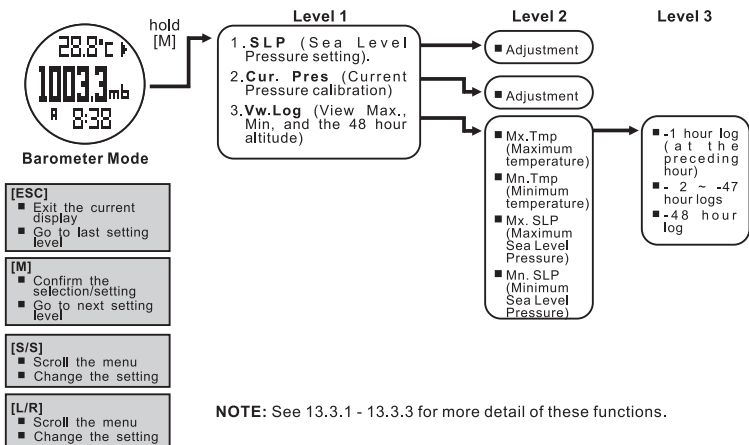 Level 1
Level 2
Level 3
hold
[M]
28.8°C
1003.3mb
A 8:38
Barometer Mode
1. SLP (Sea Level
Pressure setting).
2. Cur. Pres (Current
Pressure calibration)
3. Vw.Log (View Max.,
Min, and the 48 hour
altitude)
■ Adjustment
■ Adjustment
■ Mx.Tmp
(Maximum
temperature)
■ Mn.Tmp
(Minimum
temperature)
■ Mx. SLP
(Maximum
Sea Level
Pressure)
■ Mn. SLP
(Minimum
Sea Level
Pressure)
■ -1 hour log
(at the
preceding
hour)
■ - 2 ~ -47
hour logs
■ -48 hour
log
[ESC]
■ Exit the current
display
■ Go to last setting
level
[M]
■ Confirm the
selection/setting
■ Go to next setting
level
[S/S]
■ Scroll the menu
■ Change the setting
[L/R]
■ Scroll the menu
■ Change the setting
NOTE: See 13.3.1 - 13.3.3 for more detail of these functions.